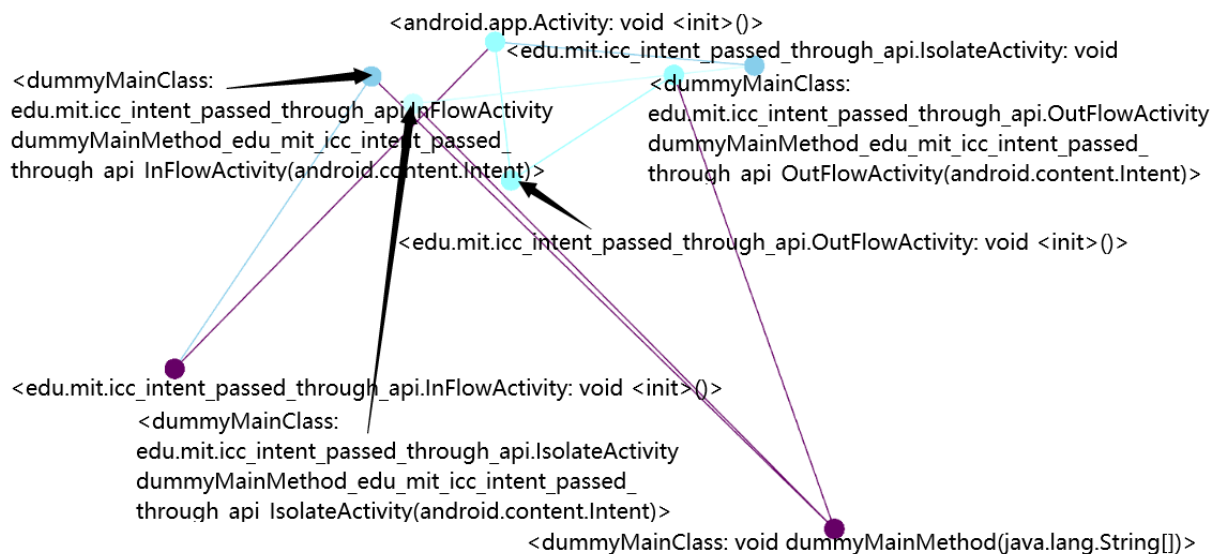 <android.app.Activity: void <init>()>
<edu.mit.icc_intent_passed_through_api.IsolateActivity: void
<dummyMainClass:
edu.mit.icc_intent_passed_through_api.InFlowActivity
dummyMainMethod_edu_mit_icc_intent_passed_
through_api_InFlowActivity(android.content.Intent)>
<dummyMainClass:
edu.mit.icc_intent_passed_through_api.OutFlowActivity
dummyMainMethod_edu_mit_icc_intent_passed_
through_api_OutFlowActivity(android.content.Intent)>
<edu.mit.icc_intent_passed_through_api.OutFlowActivity: void <init>()>
<edu.mit.icc_intent_passed_through_api.InFlowActivity: void <init>()>
<dummyMainClass:
edu.mit.icc_intent_passed_through_api.IsolateActivity
dummyMainMethod_edu_mit_icc_intent_passed_
through_api_IsolateActivity(android.content.Intent)>
<dummyMainClass: void dummyMainMethod(java.lang.String[])>